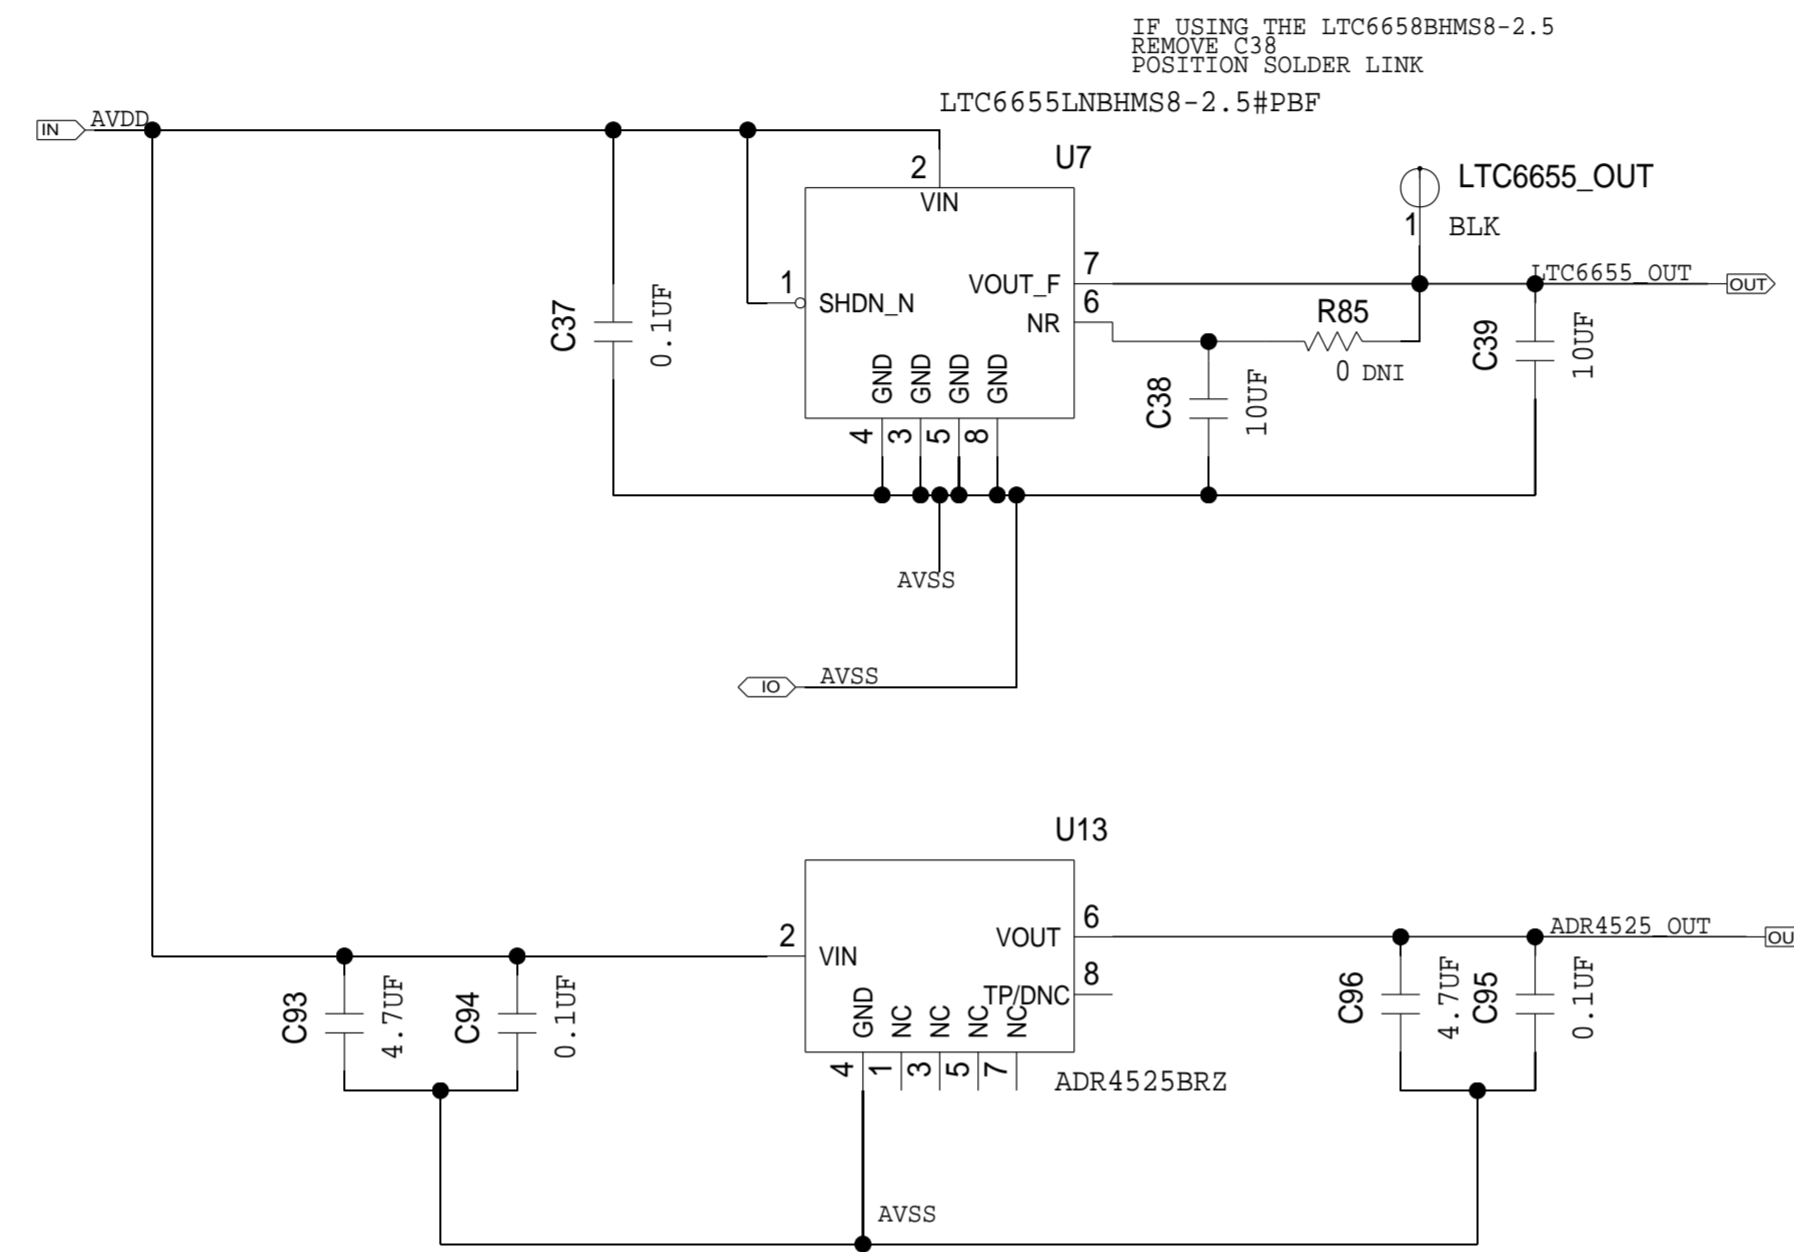 IF USING THE LTC6658BHMS8-2.5
REMOVE C38
POSITION SOLDER LINK
LTC6655LNBHMS8-2.5#PBF
IN
AVDD
U7
2
VIN
LTC6655_OUT
1
BLK
1
SHDN_N
VOUT_F
7
NR
6
LTC6655_OUT
OUT
R85
0 DNI
C37
0.1UF
GND
GND
GND
GND
4
3
5
8
C38
10UF
C39
10UF
AVSS
IO
AVSS
U13
2
VIN
VOUT
6
TP/DNC
8
ADR4525_OUT
OU
GND
NC
NC
NC
NC
4
1
3
5
7
ADR4525BRZ
C93
4.7UF
C94
0.1UF
C96
4.7UF
C95
0.1UF
AVSS